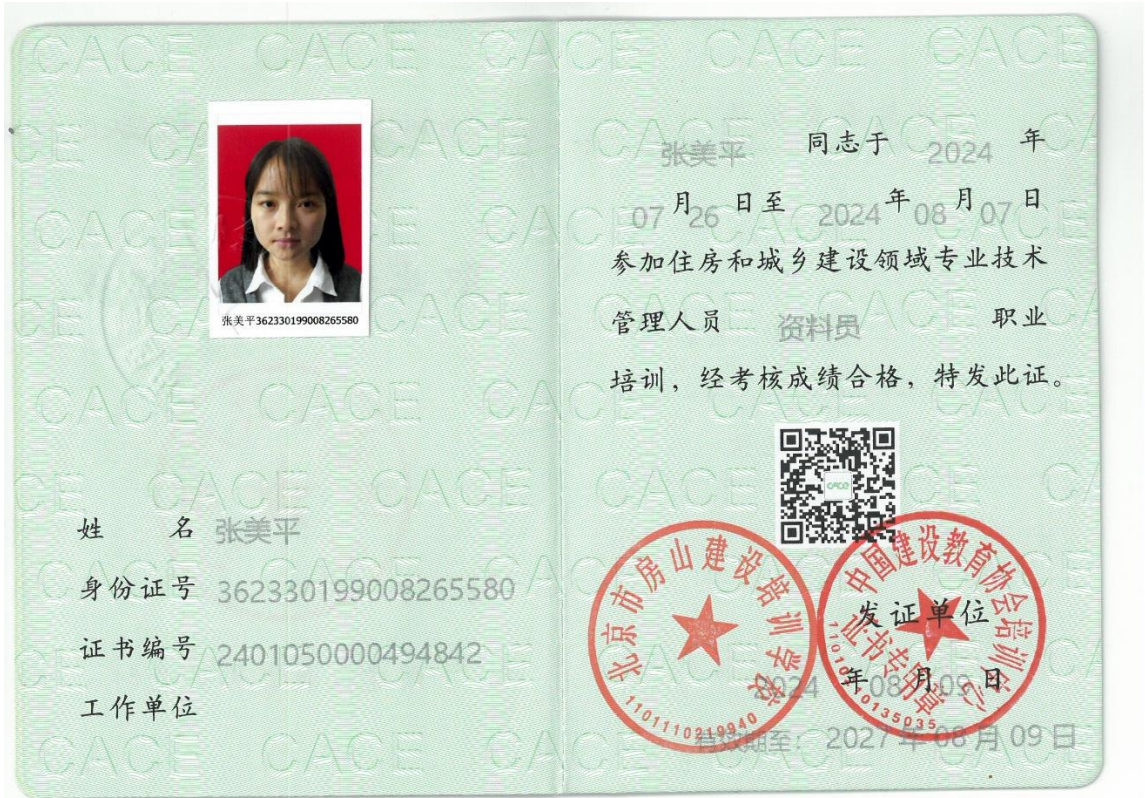 张美平362330199008265580
姓 名 张美平
身份证号 362330199008265580
证书编号 2401050000494842
工作单位
张美平 同志于 2024 年
07 月 26 日至 2024 年 08 月 07 日
参加住房和城乡建设领域专业技术
管理人员 资料员 职业
培训，经考核成绩合格，特发此证。
CACE
北京市房山建设培训学校
1101110219940
中国建设教育协会培训中心
证书专用章
发证单位
2024 年 08 月 09 日
有效期至： 2027 年 08 月 09 日